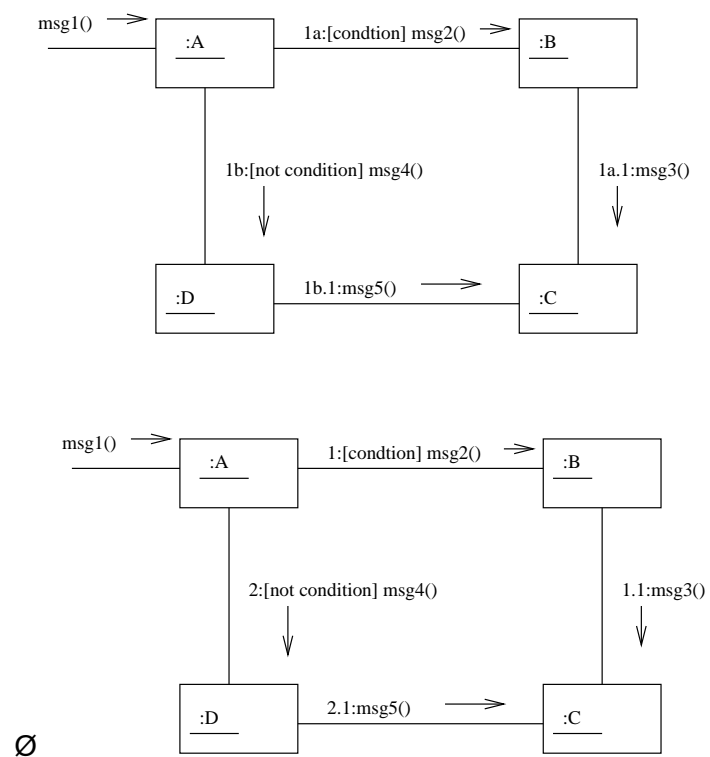 msg1()
:A
1a:[condtion] msg2()
:B
1b:[not condition] msg4()
1a.1:msg3()
:D
1b.1:msg5()
:C
msg1()
:A
1:[condtion] msg2()
:B
2:[not condition] msg4()
1.1:msg3()
:D
2.1:msg5()
:C
Ø